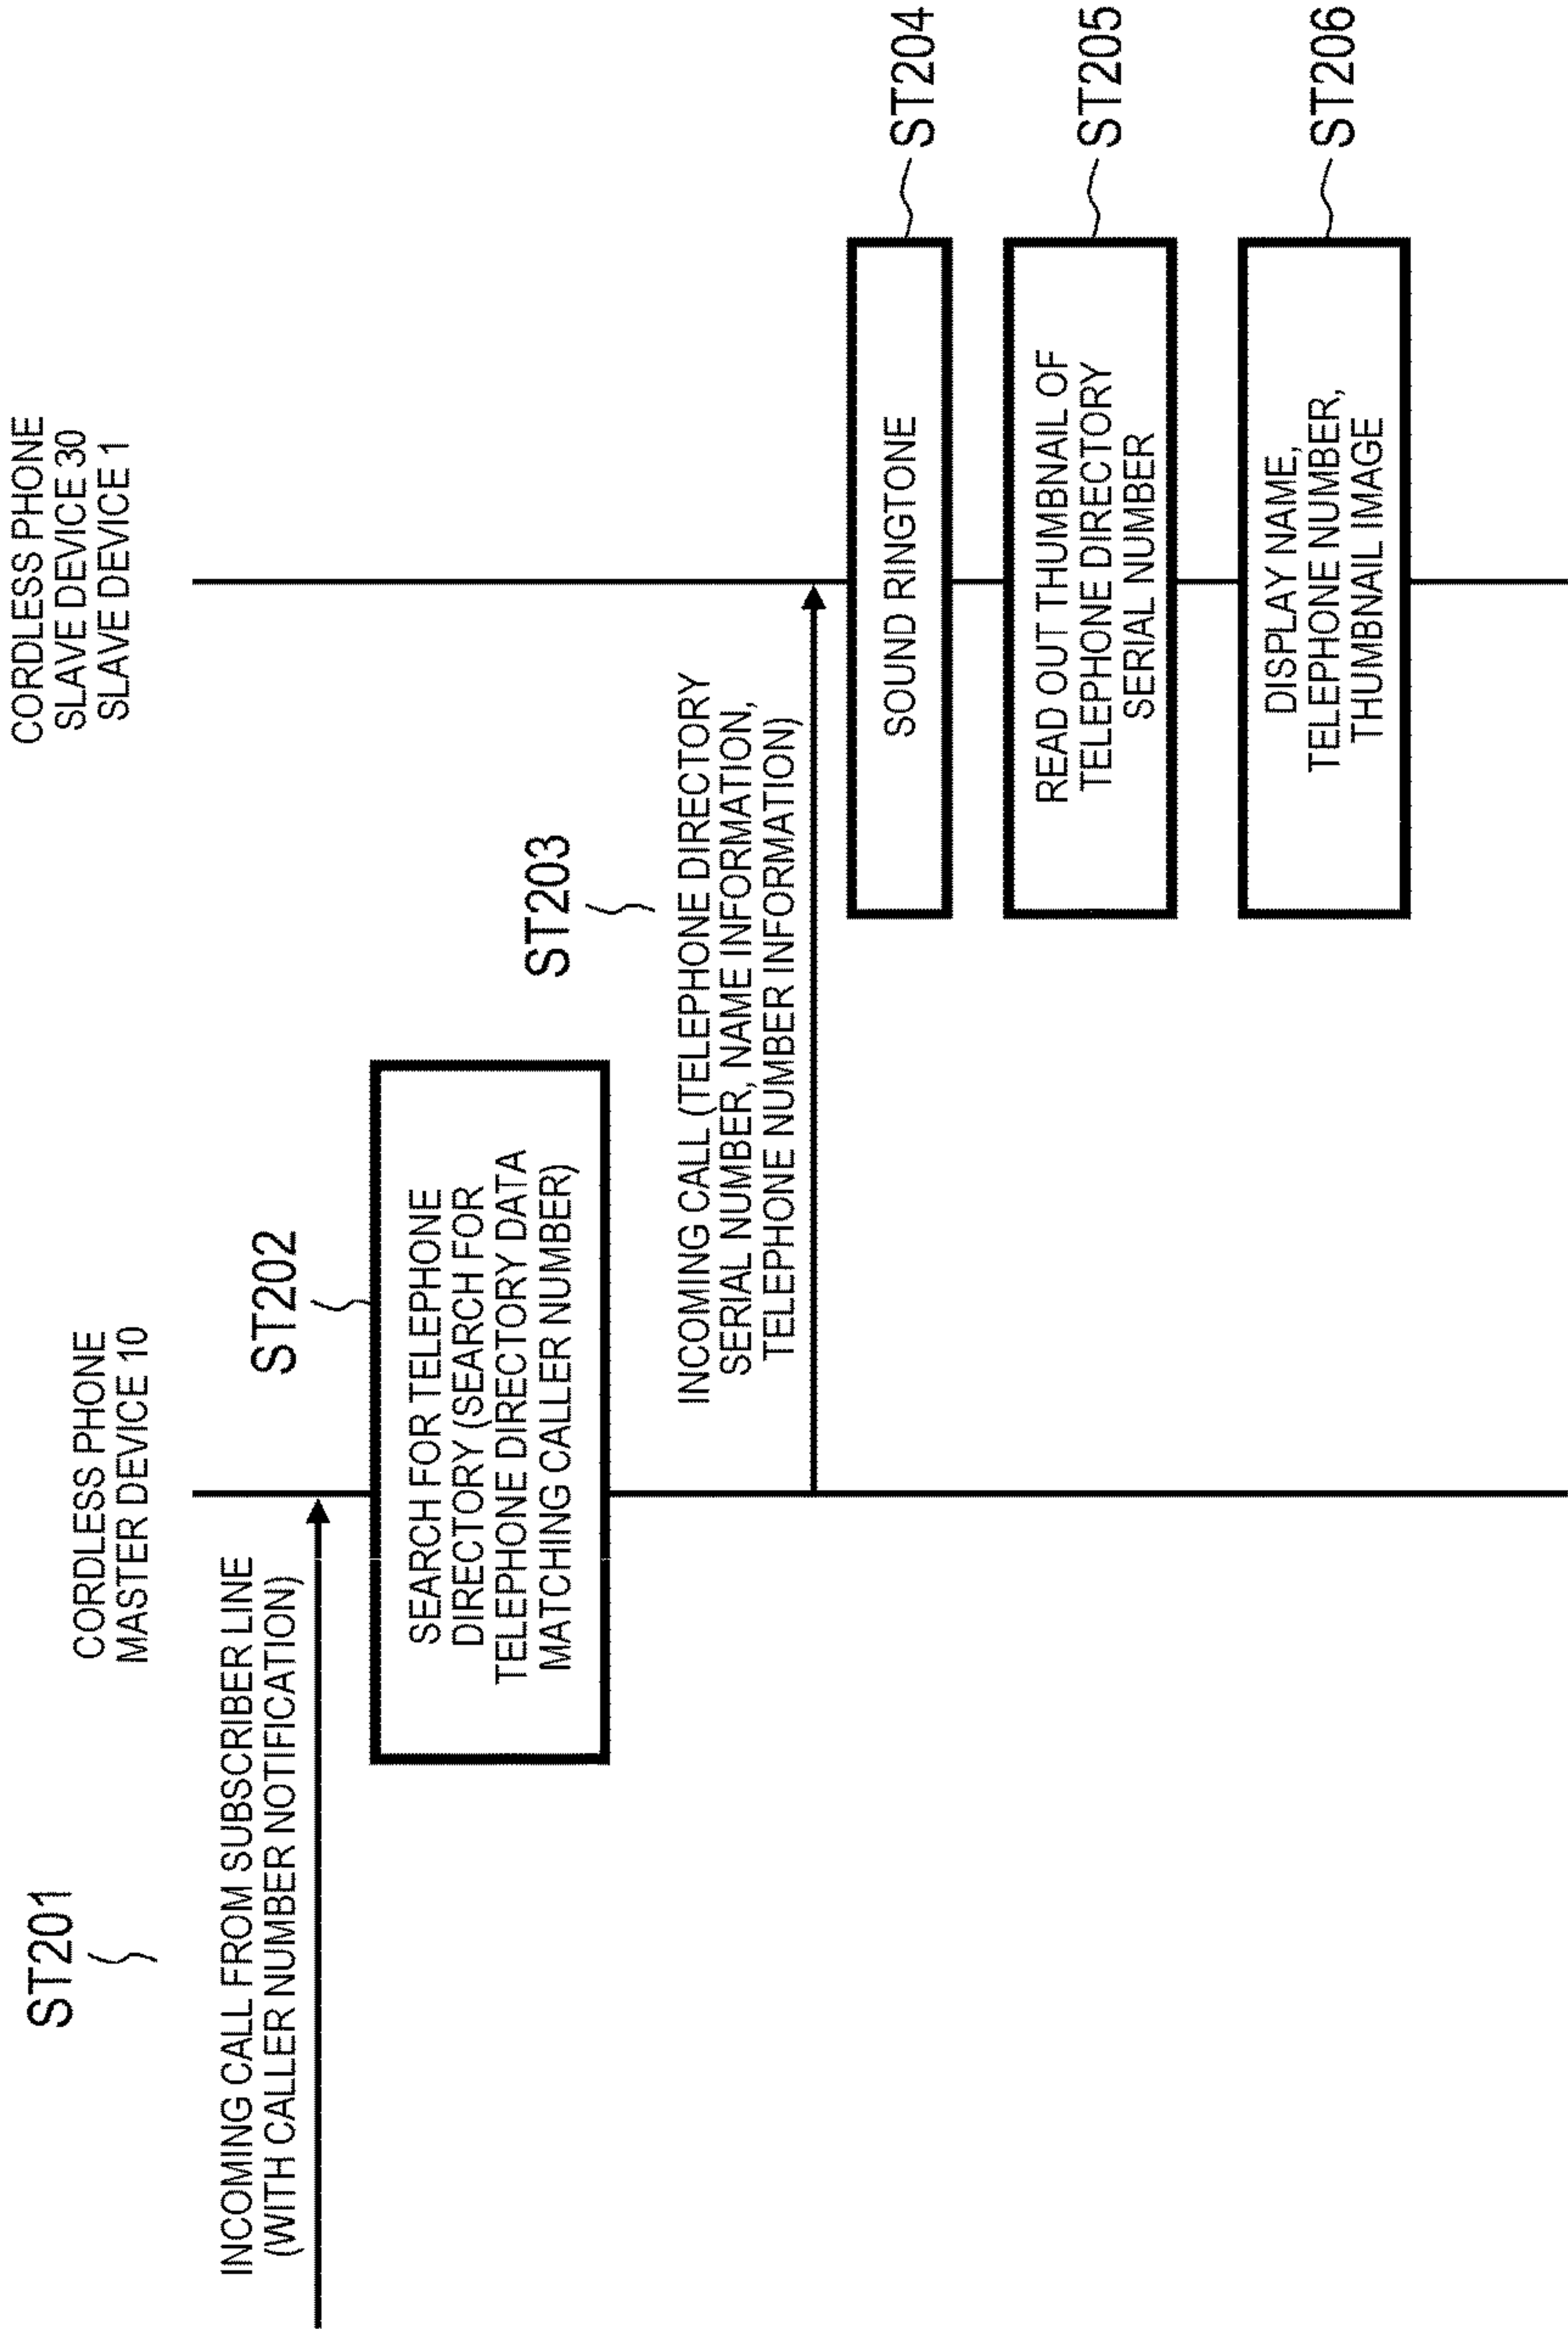 ST201
INCOMING CALL FROM SUBSCRIBER LINE
(WITH CALLER NUMBER NOTIFICATION)
CORDLESS PHONE
MASTER DEVICE 10
ST202
SEARCH FOR TELEPHONE
DIRECTORY (SEARCH FOR
TELEPHONE DIRECTORY DATA
MATCHING CALLER NUMBER)
ST203
INCOMING CALL (TELEPHONE DIRECTORY
SERIAL NUMBER, NAME INFORMATION,
TELEPHONE NUMBER INFORMATION)
CORDLESS PHONE
SLAVE DEVICE 30
SLAVE DEVICE 1
SOUND RINGTONE
ST204
READ OUT THUMBNAIL OF
TELEPHONE DIRECTORY
SERIAL NUMBER
ST205
DISPLAY NAME,
TELEPHONE NUMBER,
THUMBNAIL IMAGE
ST206